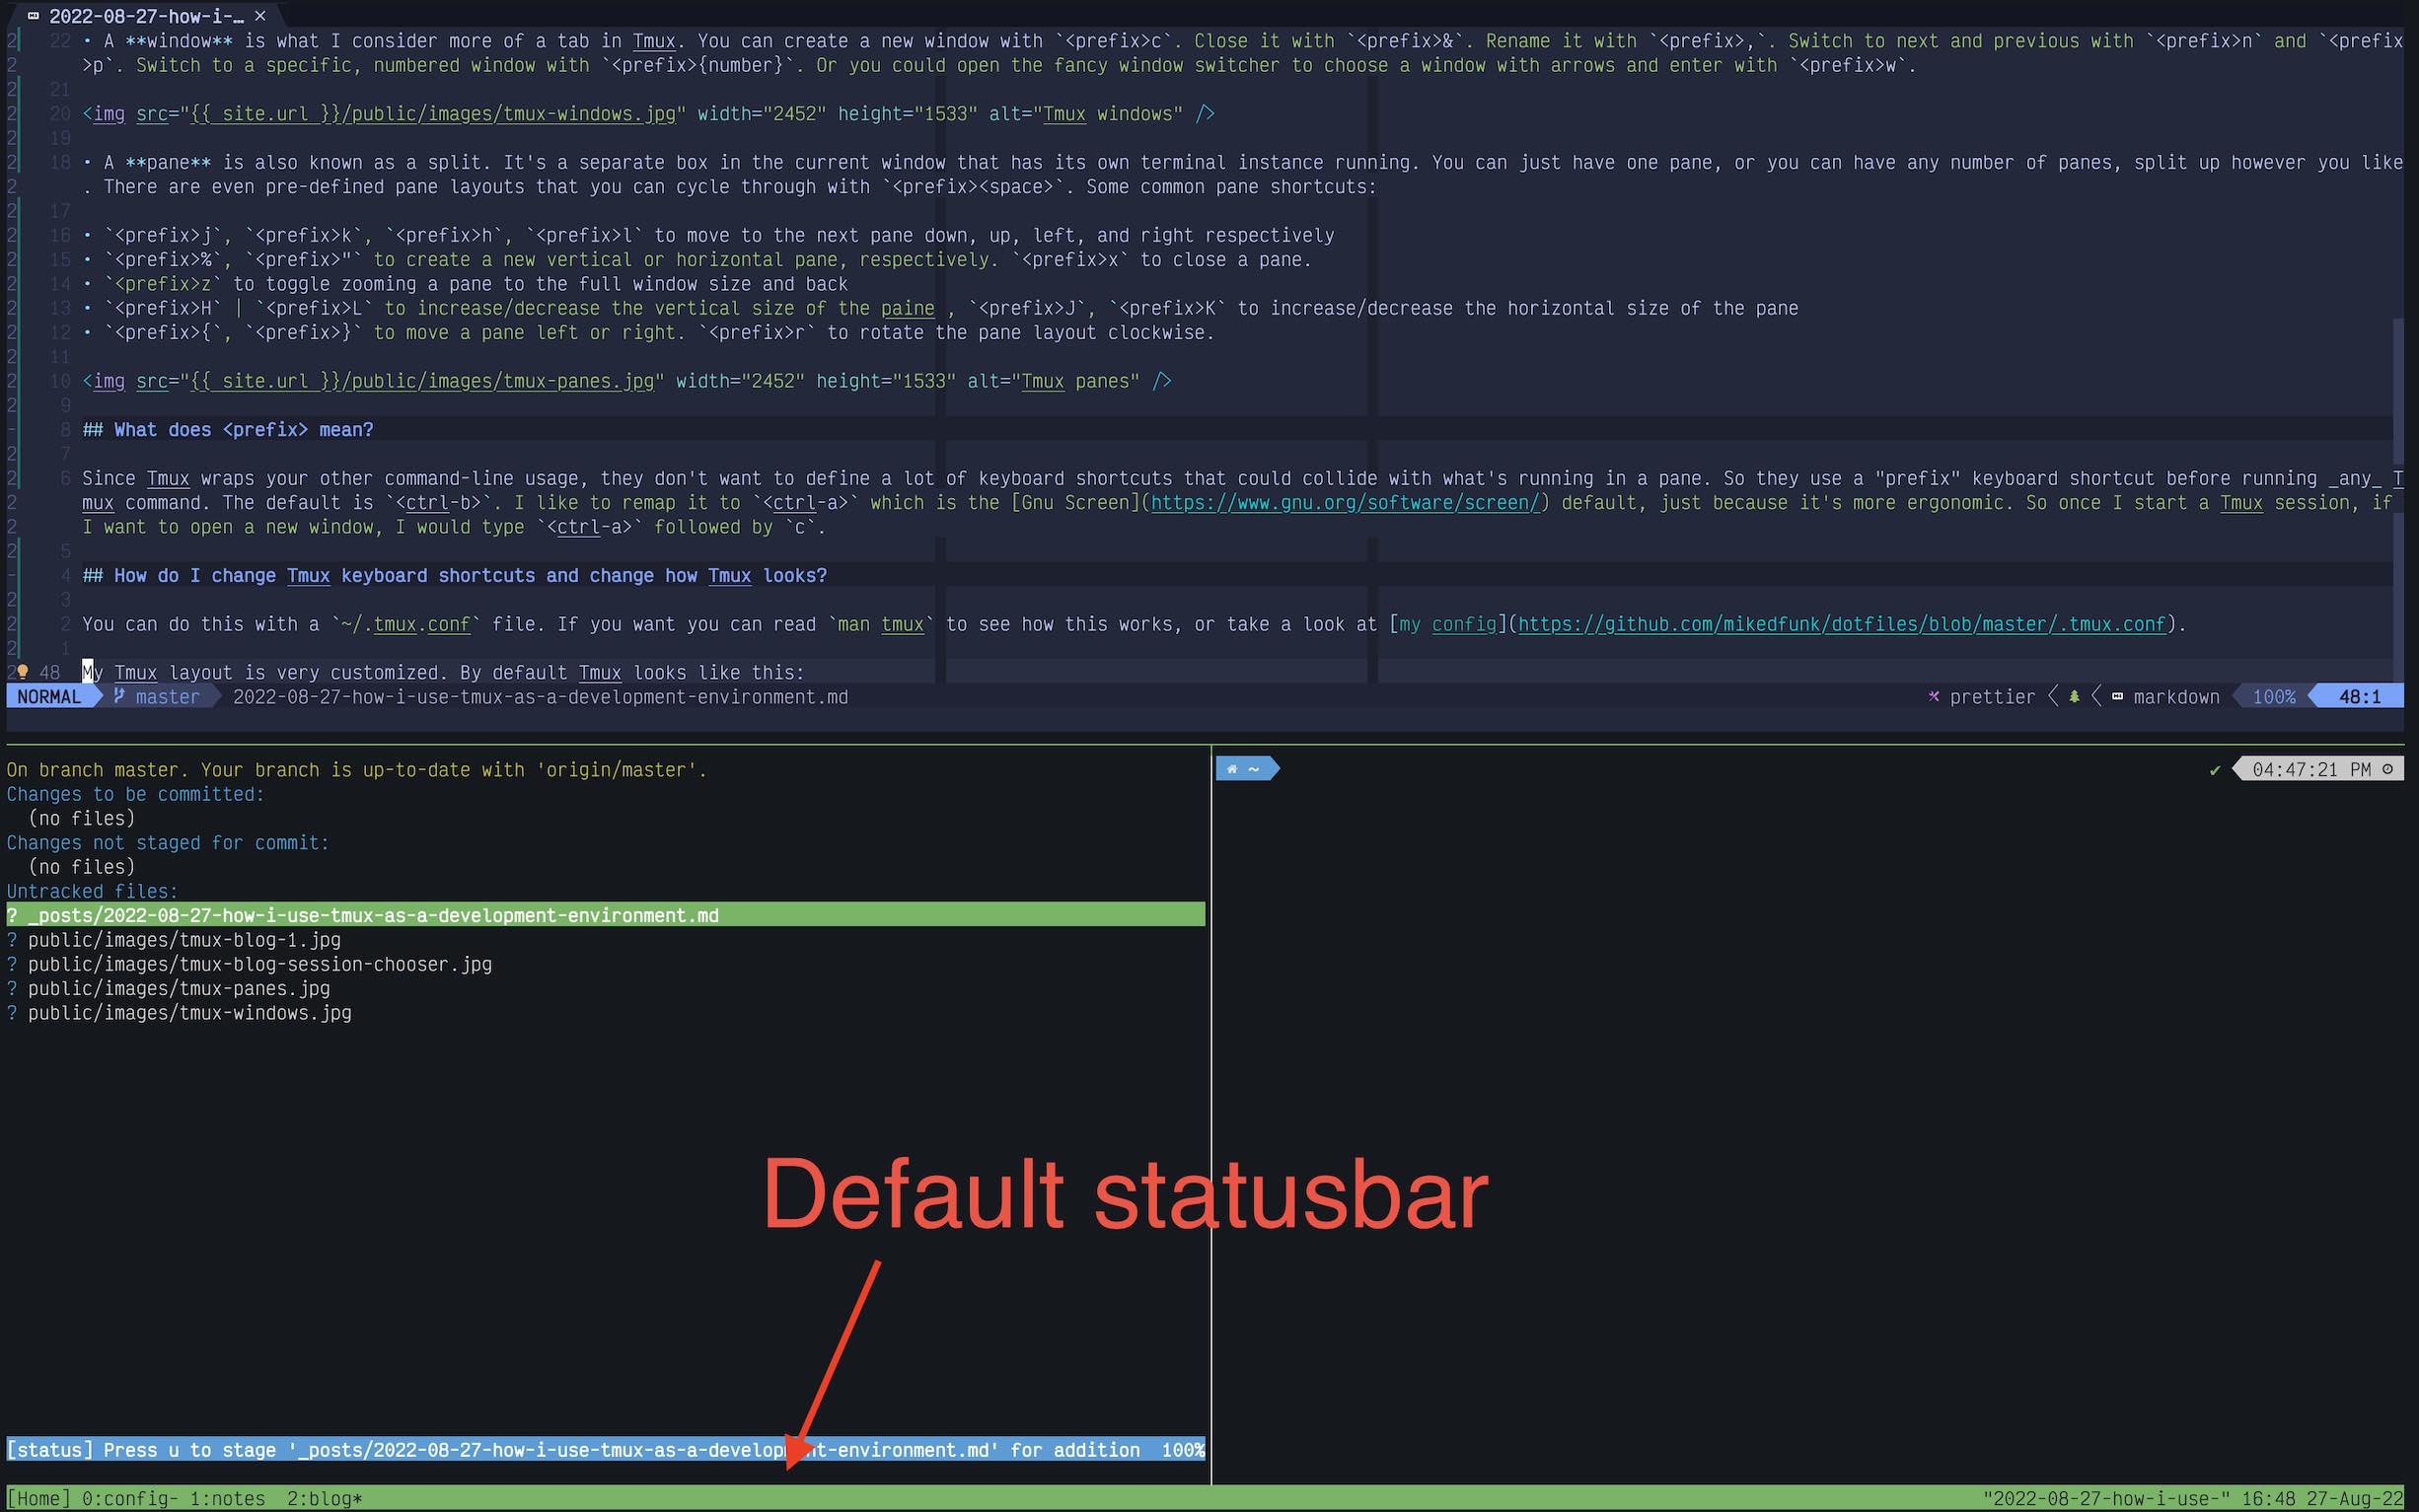 2022-08-27-how-i-… ×
2 22 • A **window** is what I consider more of a tab in Tmux. You can create a new window with `<prefix>c`. Close it with `<prefix>&`. Rename it with `<prefix>,`. Switch to next and previous with `<prefix>n` and `<prefix
2 >p`. Switch to a specific, numbered window with `<prefix>{number}`. Or you could open the fancy window switcher to choose a window with arrows and enter with `<prefix>w`.
2 21
2 20 <img src="{{ site.url }}/public/images/tmux-windows.jpg" width="2452" height="1533" alt="Tmux windows" />
2 19
2 18 • A **pane** is also known as a split. It's a separate box in the current window that has its own terminal instance running. You can just have one pane, or you can have any number of panes, split up however you like
2 . There are even pre-defined pane layouts that you can cycle through with `<prefix><space>`. Some common pane shortcuts:
2 17
2 16 • `<prefix>j`, `<prefix>k`, `<prefix>h`, `<prefix>l` to move to the next pane down, up, left, and right respectively
2 15 • `<prefix>%`, `<prefix>"` to create a new vertical or horizontal pane, respectively. `<prefix>x` to close a pane.
2 14 • `<prefix>z` to toggle zooming a pane to the full window size and back
2 13 • `<prefix>H` | `<prefix>L` to increase/decrease the vertical size of the paine , `<prefix>J`, `<prefix>K` to increase/decrease the horizontal size of the pane
2 12 • `<prefix>{`, `<prefix>}` to move a pane left or right. `<prefix>r` to rotate the pane layout clockwise.
2 11
2 10 <img src="{{ site.url }}/public/images/tmux-panes.jpg" width="2452" height="1533" alt="Tmux panes" />
2 9
- 8 ## What does <prefix> mean?
2 7
2 6 Since Tmux wraps your other command-line usage, they don't want to define a lot of keyboard shortcuts that could collide with what's running in a pane. So they use a "prefix" keyboard shortcut before running _any_ T
2 mux command. The default is `<ctrl-b>`. I like to remap it to `<ctrl-a>` which is the [Gnu Screen](https://www.gnu.org/software/screen/) default, just because it's more ergonomic. So once I start a Tmux session, if
2 I want to open a new window, I would type `<ctrl-a>` followed by `c`.
2 5
- 4 ## How do I change Tmux keyboard shortcuts and change how Tmux looks?
2 3
2 2 You can do this with a `~/.tmux.conf` file. If you want you can read `man tmux` to see how this works, or take a look at [my config](https://github.com/mikedfunk/dotfiles/blob/master/.tmux.conf).
2 1
2 48 My Tmux layout is very customized. By default Tmux looks like this:
NORMAL master 2022-08-27-how-i-use-tmux-as-a-development-environment.md prettier markdown 100% 48:1
On branch master. Your branch is up-to-date with 'origin/master'.
Changes to be committed:
(no files)
Changes not staged for commit:
(no files)
Untracked files:
? _posts/2022-08-27-how-i-use-tmux-as-a-development-environment.md
? public/images/tmux-blog-1.jpg
? public/images/tmux-blog-session-chooser.jpg
? public/images/tmux-panes.jpg
? public/images/tmux-windows.jpg
~ ✔ 04:47:21 PM
Default statusbar
[status] Press u to stage '_posts/2022-08-27-how-i-use-tmux-as-a-development-environment.md' for addition 100%
[Home] 0:config- 1:notes 2:blog* "2022-08-27-how-i-use-" 16:48 27-Aug-22